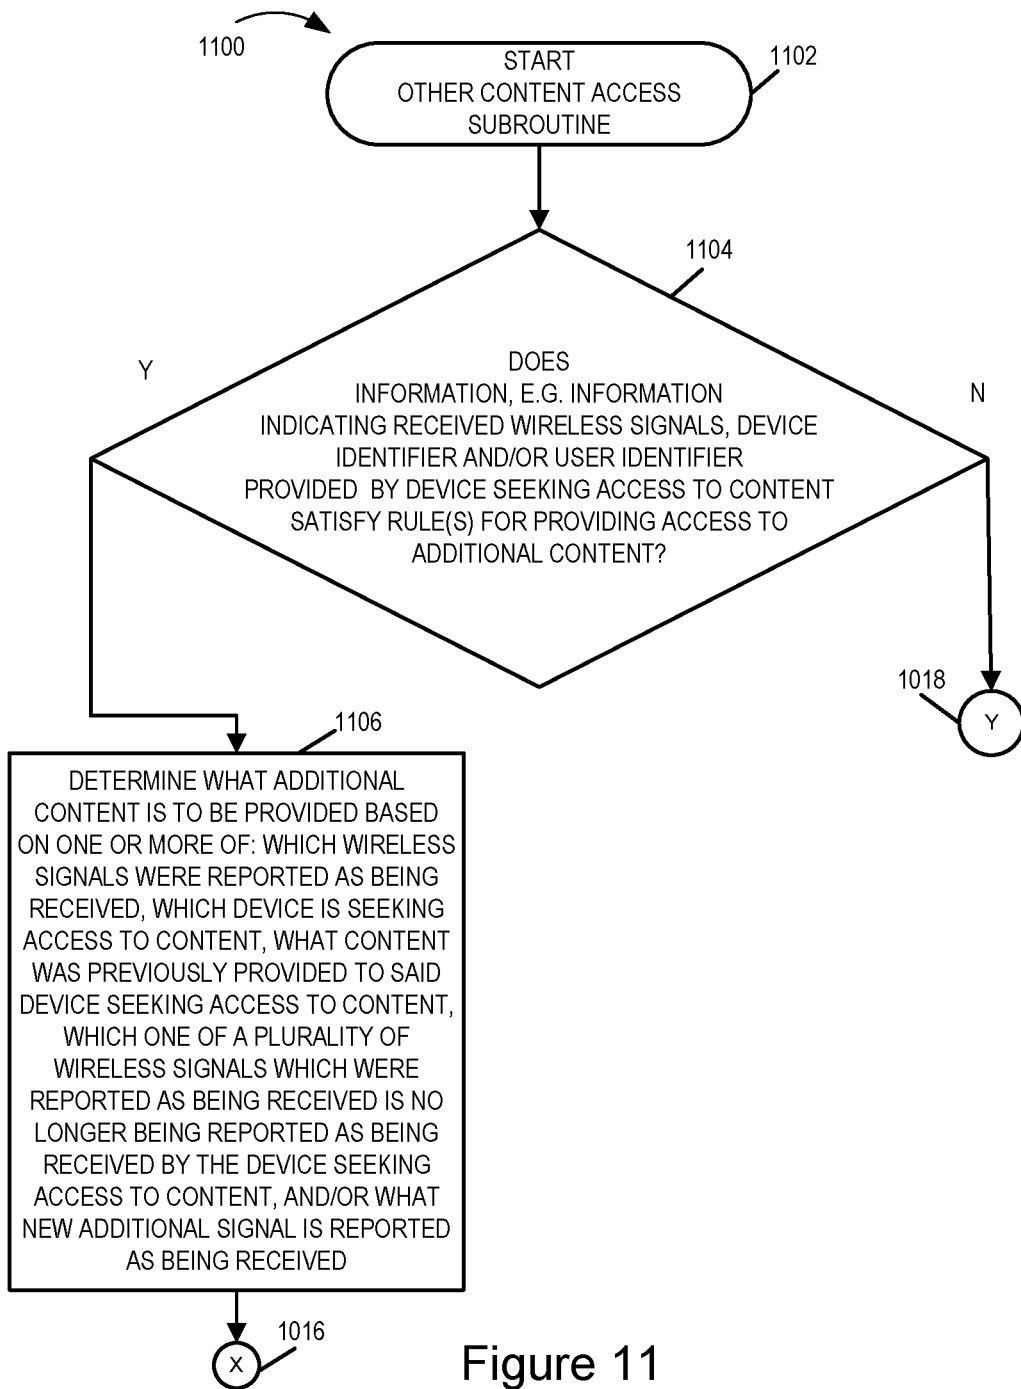 1100
START
OTHER CONTENT ACCESS
SUBROUTINE
1102
1104
Y
DOES
INFORMATION, E.G. INFORMATION
INDICATING RECEIVED WIRELESS SIGNALS, DEVICE
IDENTIFIER AND/OR USER IDENTIFIER
PROVIDED BY DEVICE SEEKING ACCESS TO CONTENT
SATISFY RULE(S) FOR PROVIDING ACCESS TO
ADDITIONAL CONTENT?
N
1018
Y
1106
DETERMINE WHAT ADDITIONAL
CONTENT IS TO BE PROVIDED BASED
ON ONE OR MORE OF: WHICH WIRELESS
SIGNALS WERE REPORTED AS BEING
RECEIVED, WHICH DEVICE IS SEEKING
ACCESS TO CONTENT, WHAT CONTENT
WAS PREVIOUSLY PROVIDED TO SAID
DEVICE SEEKING ACCESS TO CONTENT,
WHICH ONE OF A PLURALITY OF
WIRELESS SIGNALS WHICH WERE
REPORTED AS BEING RECEIVED IS NO
LONGER BEING REPORTED AS BEING
RECEIVED BY THE DEVICE SEEKING
ACCESS TO CONTENT, AND/OR WHAT
NEW ADDITIONAL SIGNAL IS REPORTED
AS BEING RECEIVED
1016
X
Figure 11